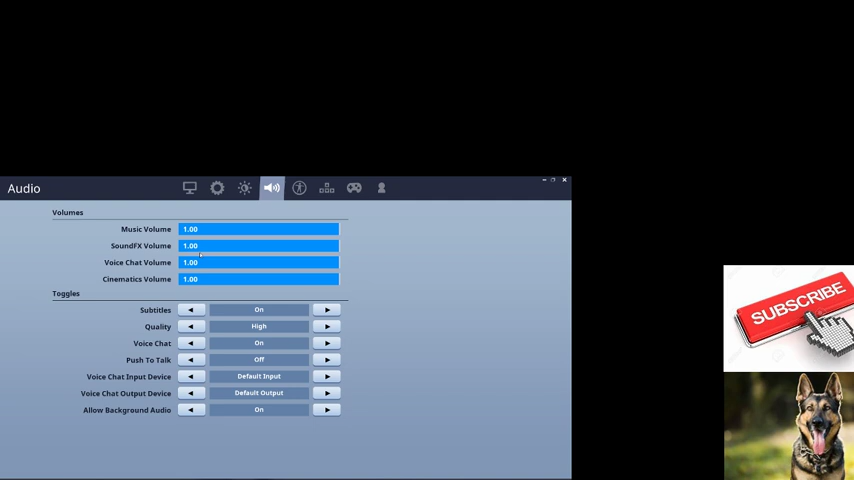 Audio
Volumes
Music Volume 1.00
SoundFX Volume 1.00
Voice Chat Volume 1.00
Cinematics Volume 1.00
Toggles
Subtitles On
Quality High
Voice Chat On
Push To Talk Off
Voice Chat Input Device Default Input
Voice Chat Output Device Default Output
Allow Background Audio On
SUBSCRIBE